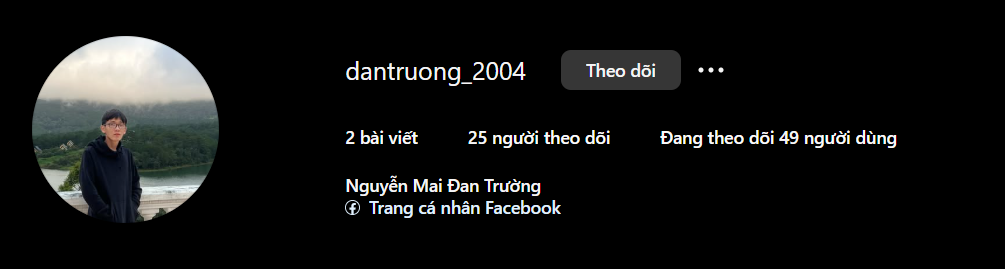 dantruong_2004 Theo dõi
2 bài viết 25 người theo dõi Đang theo dõi 49 người dùng
Nguyễn Mai Đan Trường
Trang cá nhân Facebook